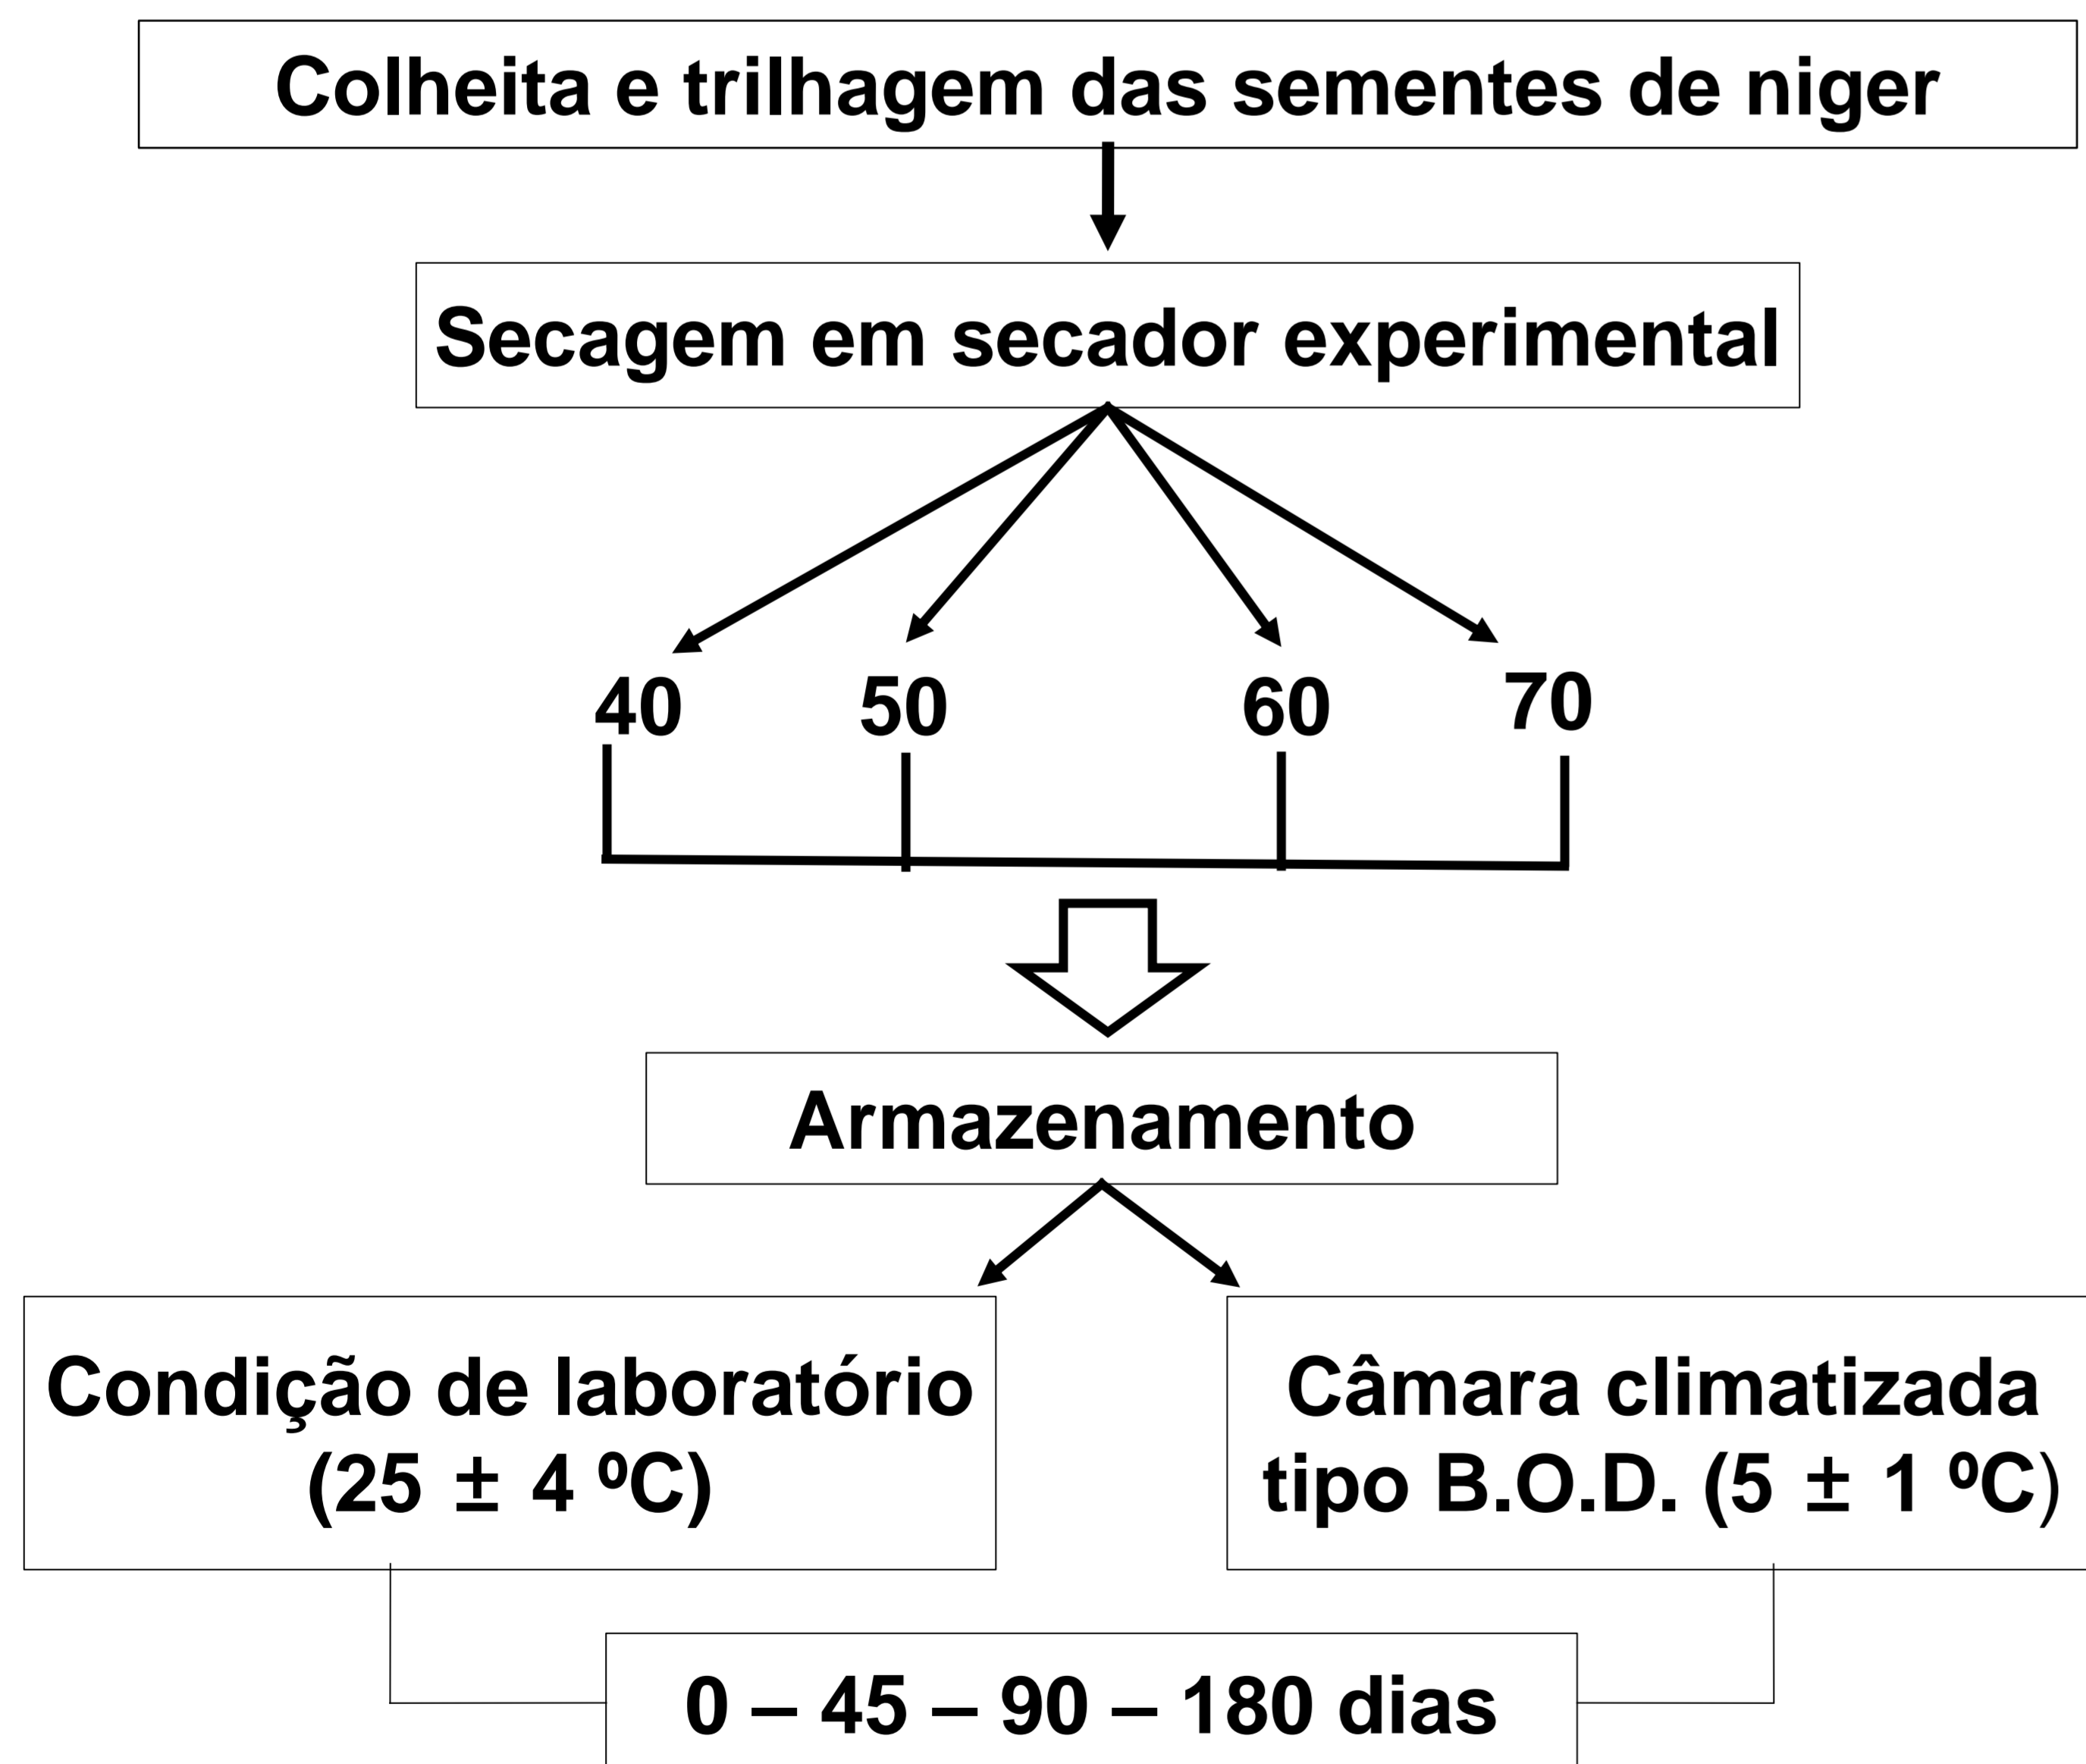 Colheita e trilhagem das sementes de niger
Secagem em secador experimental
40 50 60 70
Armazenamento
Condição de laboratório
(25 ± 4 ºC)
Câmara climatizada
tipo B.O.D. (5 ± 1 ºC)
0 – 45 – 90 – 180 dias